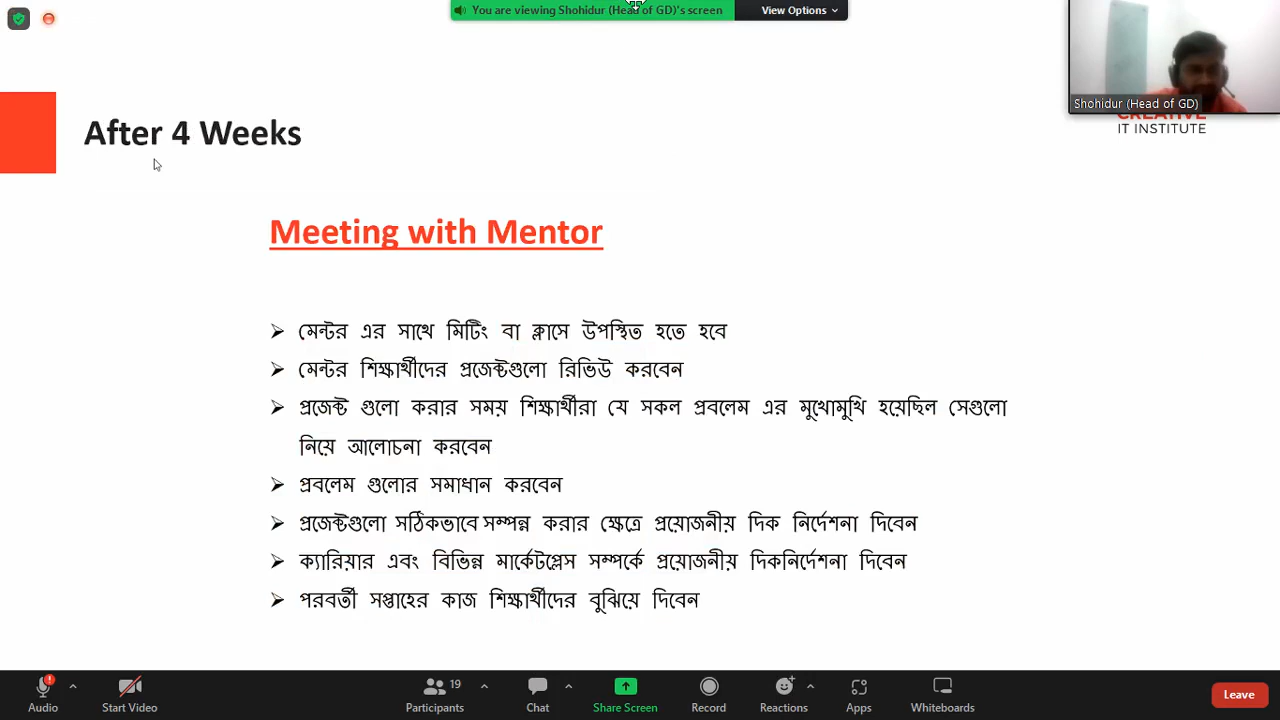 You are viewing Shohidur (Head of GD)'s screen
View Options
Shohidur (Head of GD)
CREATIVE
IT INSTITUTE
After 4 Weeks
Meeting with Mentor
➢ মেন্টর এর সাথে মিটিং বা ক্লাসে উপস্থিত হতে হবে
➢ মেন্টর শিক্ষার্থীদের প্রজেক্টগুলো রিভিউ করবেন
➢ প্রজেক্ট গুলো করার সময় শিক্ষার্থীরা যে সকল প্রবলেম এর মুখোমুখি হয়েছিল সেগুলো
নিয়ে আলোচনা করবেন
➢ প্রবলেম গুলোর সমাধান করবেন
➢ প্রজেক্টগুলো সঠিকভাবে সম্পন্ন করার ক্ষেত্রে প্রয়োজনীয় দিক নির্দেশনা দিবেন
➢ ক্যারিয়ার এবং বিভিন্ন মার্কেটপ্লেস সম্পর্কে প্রয়োজনীয় দিকনির্দেশনা দিবেন
➢ পরবর্তী সপ্তাহের কাজ শিক্ষার্থীদের বুঝিয়ে দিবেন
Audio
Start Video
Participants
19
Chat
Share Screen
Record
Reactions
Apps
Whiteboards
Leave